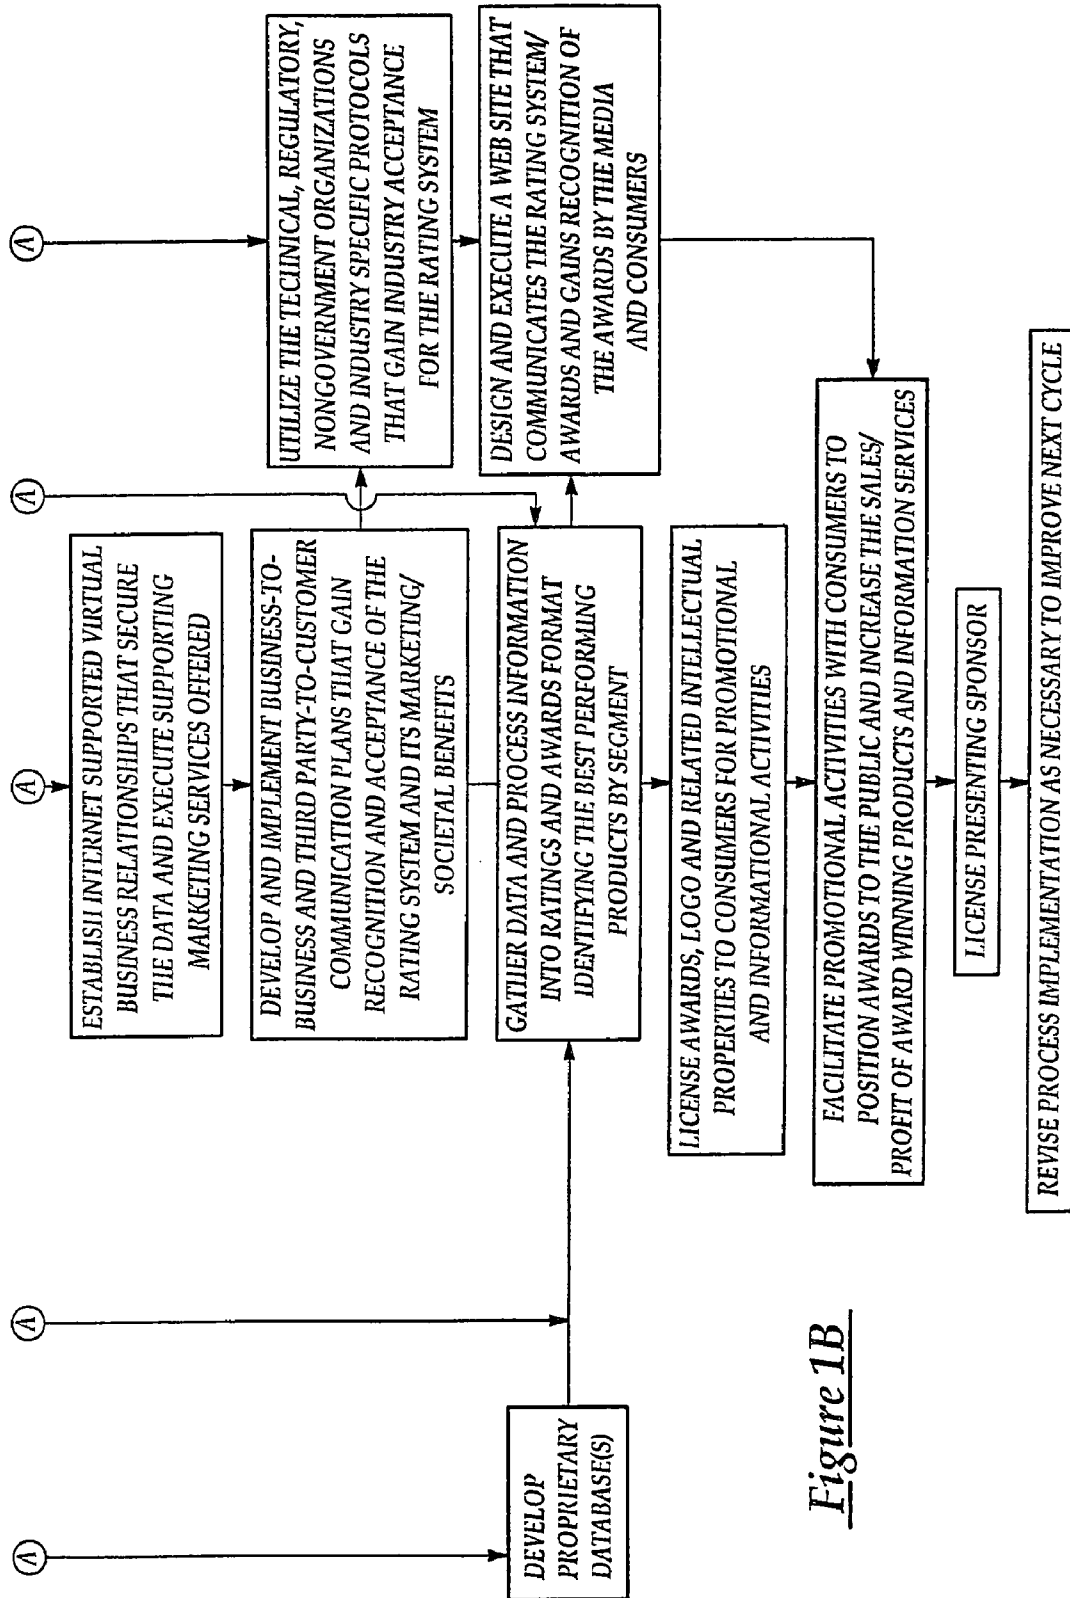 A
A
A
A
A
ESTABLISH INTERNET SUPPORTED VIRTUAL
BUSINESS RELATIONSHIPS THAT SECURE
THE DATA AND EXECUTE SUPPORTING
MARKETING SERVICES OFFERED
UTILIZE THE TECHNICAL, REGULATORY,
NONGOVERNMENT ORGANIZATIONS
AND INDUSTRY SPECIFIC PROTOCOLS
THAT GAIN INDUSTRY ACCEPTANCE
FOR THE RATING SYSTEM
DEVELOP AND IMPLEMENT BUSINESS-TO-
BUSINESS AND THIRD PARTY-TO-CUSTOMER
COMMUNICATION PLANS THAT GAIN
RECOGNITION AND ACCEPTANCE OF THE
RATING SYSTEM AND ITS MARKETING/
SOCIETAL BENEFITS
DESIGN AND EXECUTE A WEB SITE THAT
COMMUNICATES THE RATING SYSTEM/
AWARDS AND GAINS RECOGNITION OF
THE AWARDS BY THE MEDIA
AND CONSUMERS
DEVELOP
PROPRIETARY
DATABASE(S)
GATHER DATA AND PROCESS INFORMATION
INTO RATINGS AND AWARDS FORMAT
IDENTIFYING THE BEST PERFORMING
PRODUCTS BY SEGMENT
LICENSE AWARDS, LOGO AND RELATED INTELLECTUAL
PROPERTIES TO CONSUMERS FOR PROMOTIONAL
AND INFORMATIONAL ACTIVITIES
FACILITATE PROMOTIONAL ACTIVITIES WITH CONSUMERS TO
POSITION AWARDS TO THE PUBLIC AND INCREASE THE SALES/
PROFIT OF AWARD WINNING PRODUCTS AND INFORMATION SERVICES
LICENSE PRESENTING SPONSOR
REVISE PROCESS IMPLEMENTATION AS NECESSARY TO IMPROVE NEXT CYCLE
Figure 1B